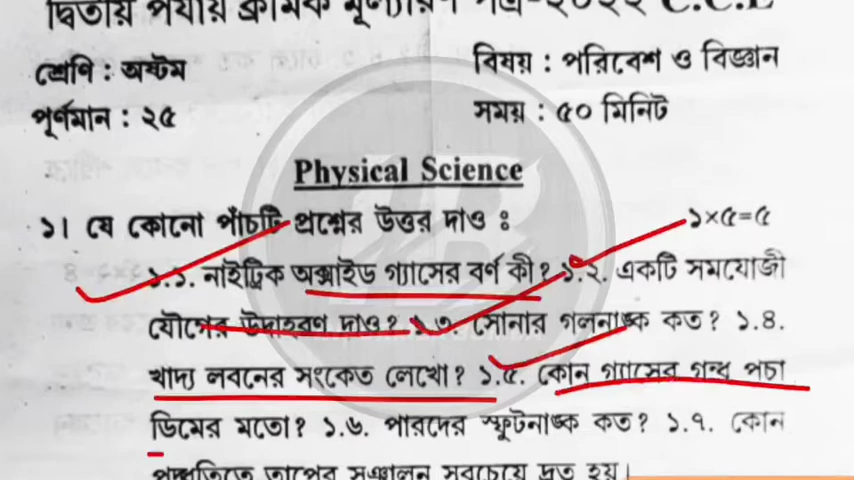 দ্বিতীয় পর্যায় ক্রমিক মূল্যায়ণ পত্র-২০২২ C.C.E
শ্রেণি : অষ্টম
বিষয় : পরিবেশ ও বিজ্ঞান
পূর্ণমান : ২৫
সময় : ৫০ মিনিট
Physical Science
১। যে কোনো পাঁচটি প্রশ্নের উত্তর দাও : ১×৫=৫
১.১. নাইট্রিক অক্সাইড গ্যাসের বর্ণ কী? ১.২. একটি সমযোজী
যৌগের উদাহরণ দাও? ১.৩. সোনার গলনাঙ্ক কত? ১.৪.
খাদ্য লবনের সংকেত লেখো? ১.৫. কোন গ্যাসের গন্ধ পচা
ডিমের মতো? ১.৬. পারদের স্ফুটনাঙ্ক কত? ১.৭. কোন
পদ্ধতিতে তাপের সঞ্চালন সবচেয়ে দ্রুত হয়।